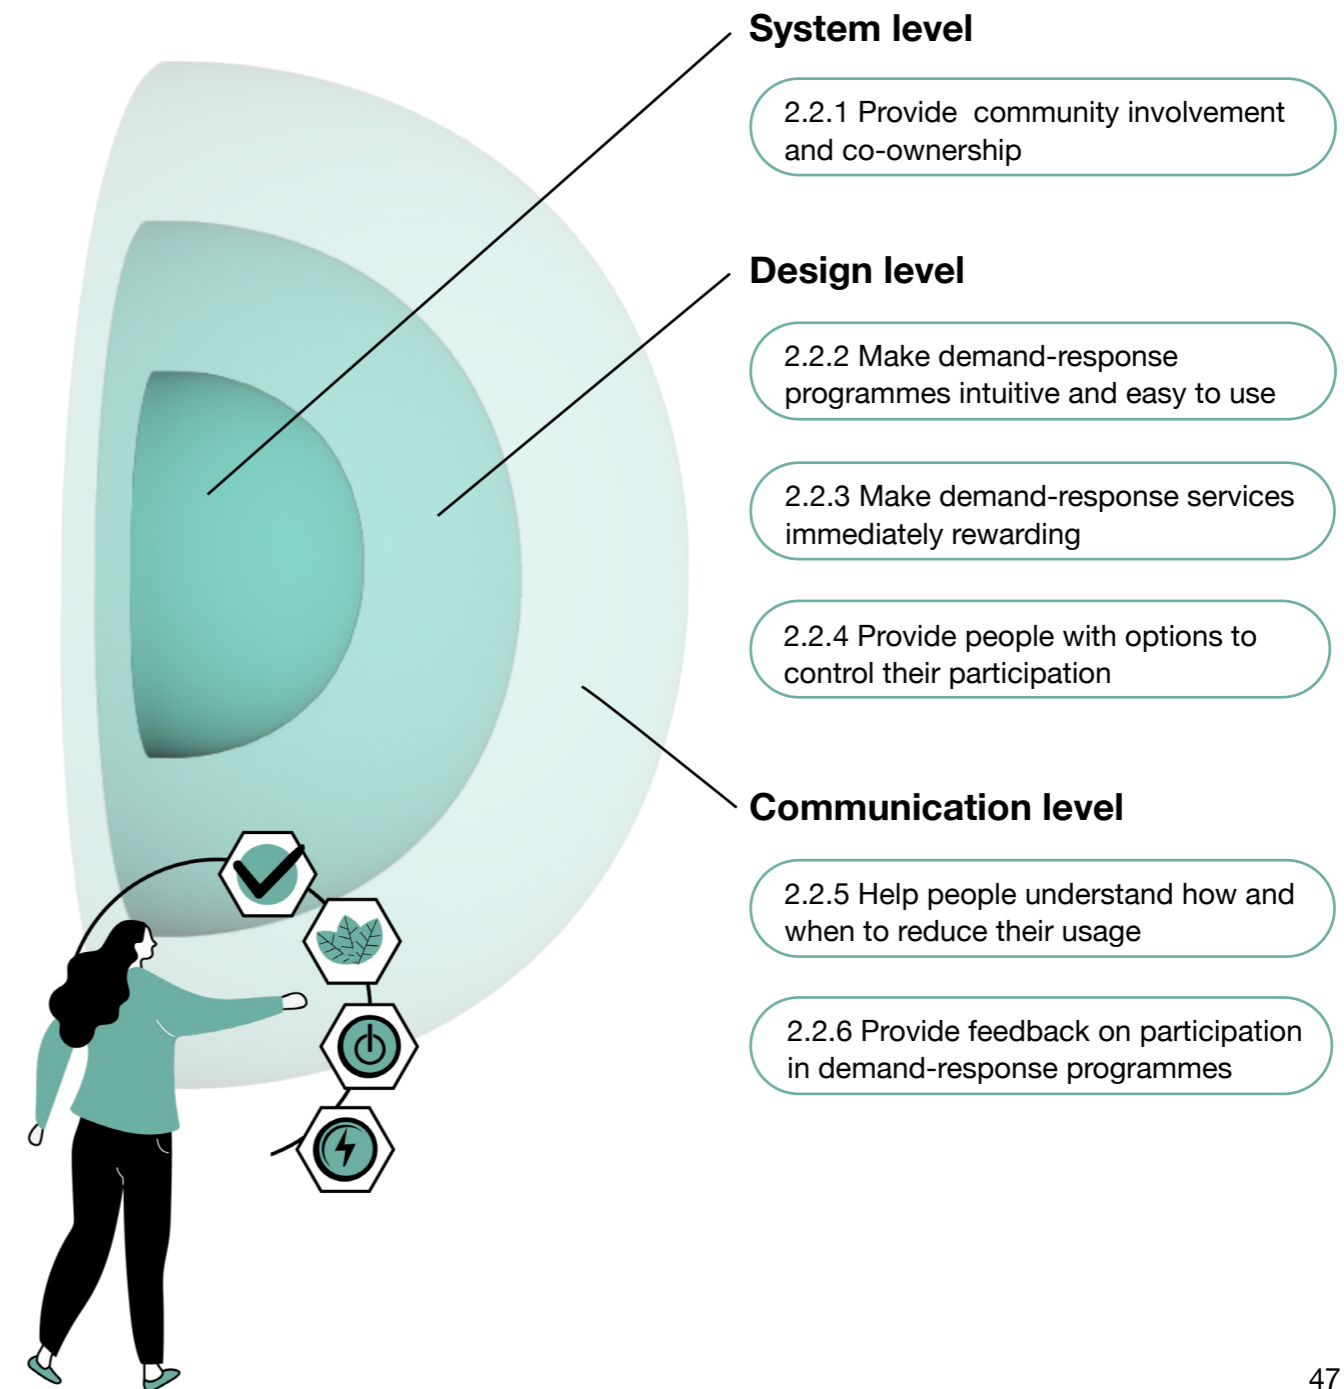 System level
2.2.1 Provide  community involvement
and co-ownership
Design level
2.2.2 Make demand-response
programmes intuitive and easy to use
2.2.3 Make demand-response services
immediately rewarding
2.2.4 Provide people with options to
control their participation
Communication level
2.2.5 Help people understand how and
when to reduce their usage
2.2.6 Provide feedback on participation
in demand-response programmes
47